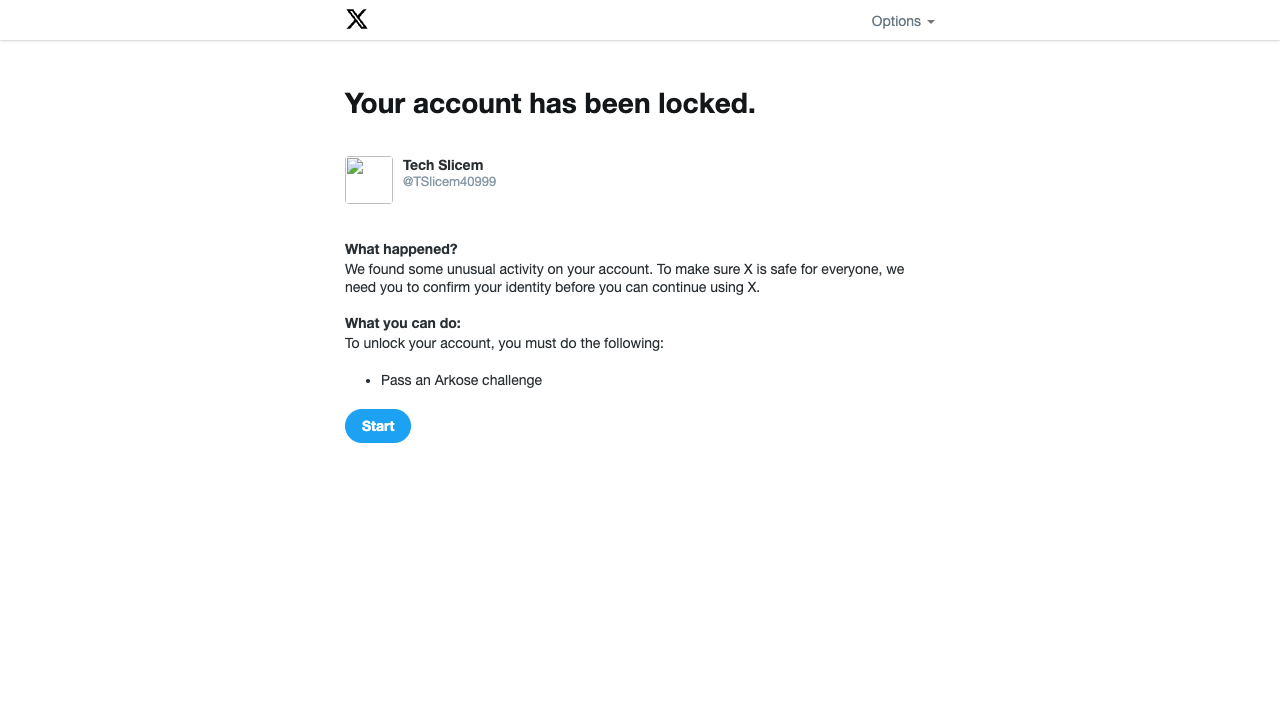 Options
Your account has been locked.
Tech Slicem
@TSlicem40999
What happened?
We found some unusual activity on your account. To make sure X is safe for everyone, we
need you to confirm your identity before you can continue using X.
What you can do:
To unlock your account, you must do the following:
• Pass an Arkose challenge
Start